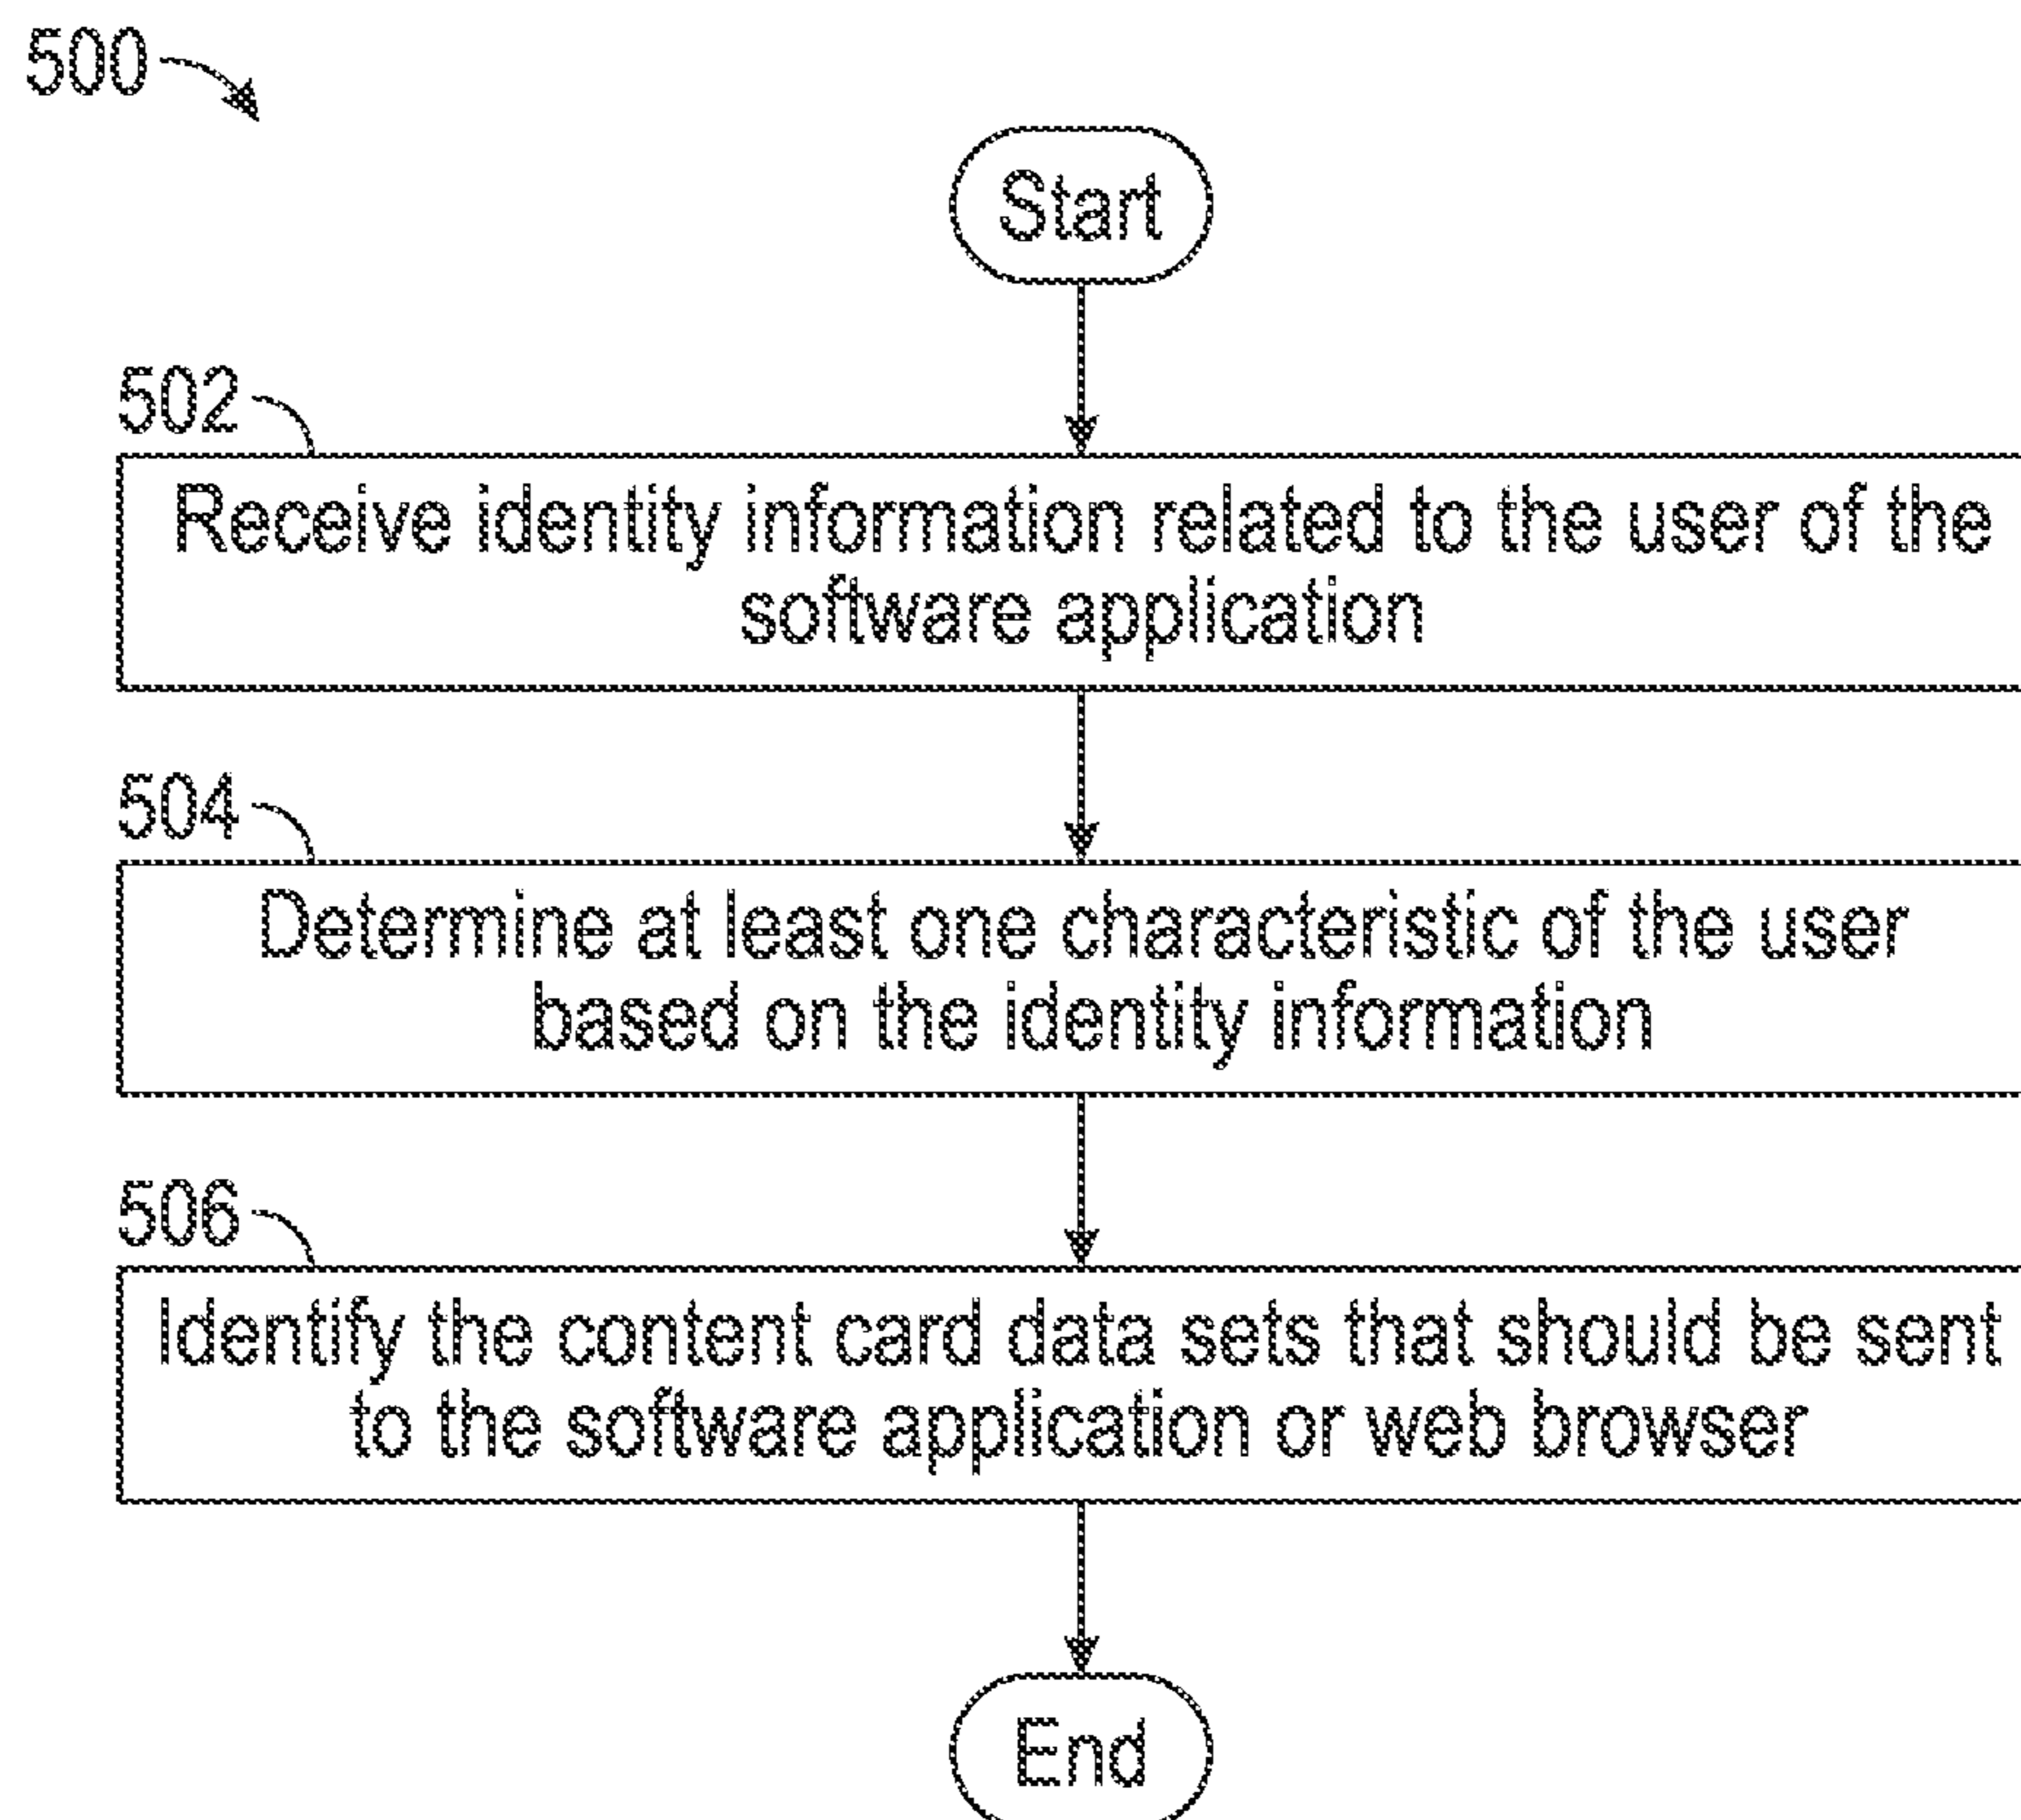 500
Start
502
Receive identity information related to the user of the
software application
504
Determine at least one characteristic of the user
based on the identity information
506
Identify the content card data sets that should be sent
to the software application or web browser
End